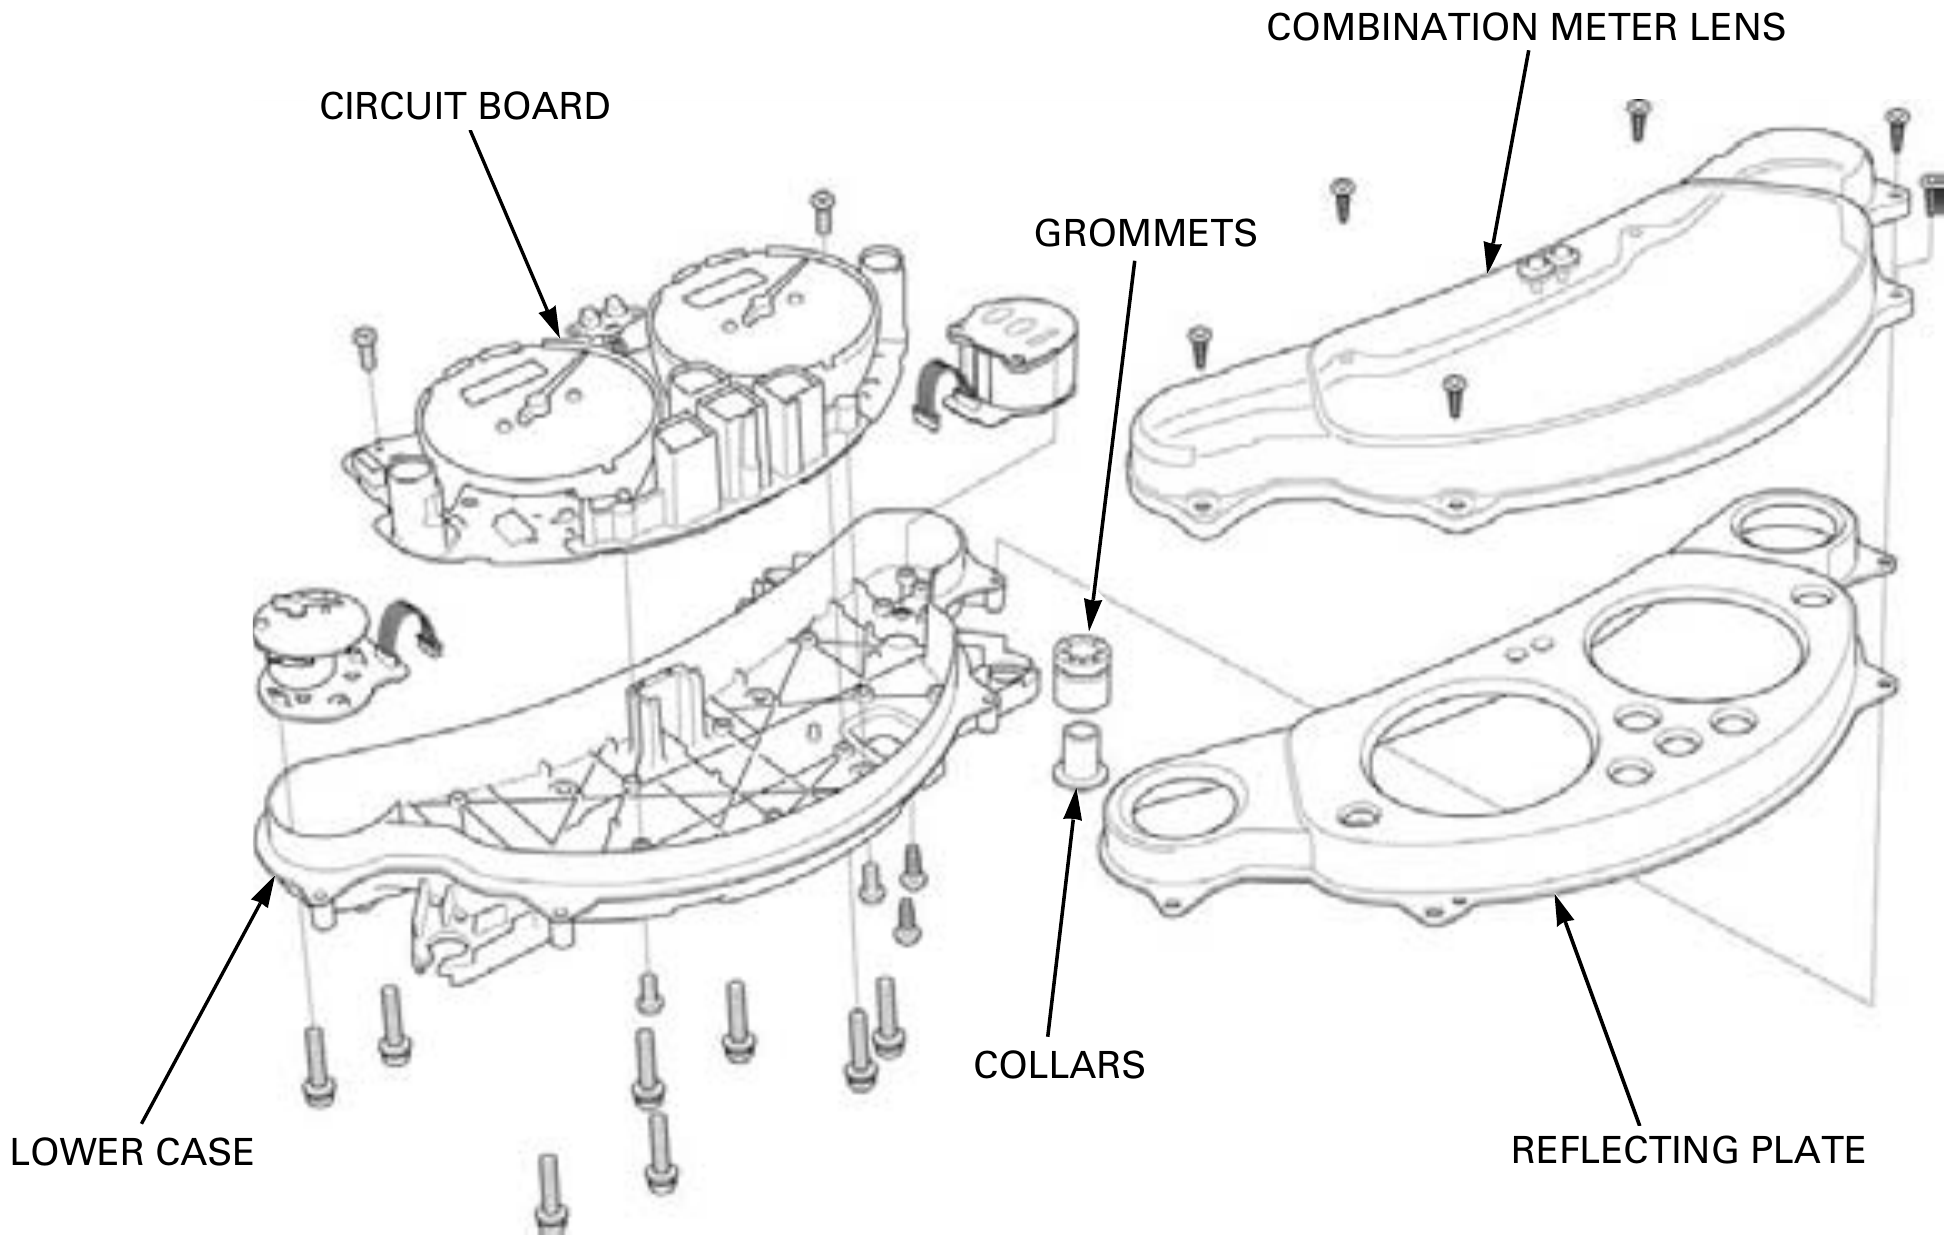 COMBINATION METER LENS
CIRCUIT BOARD
GROMMETS
COLLARS
LOWER CASE
REFLECTING PLATE